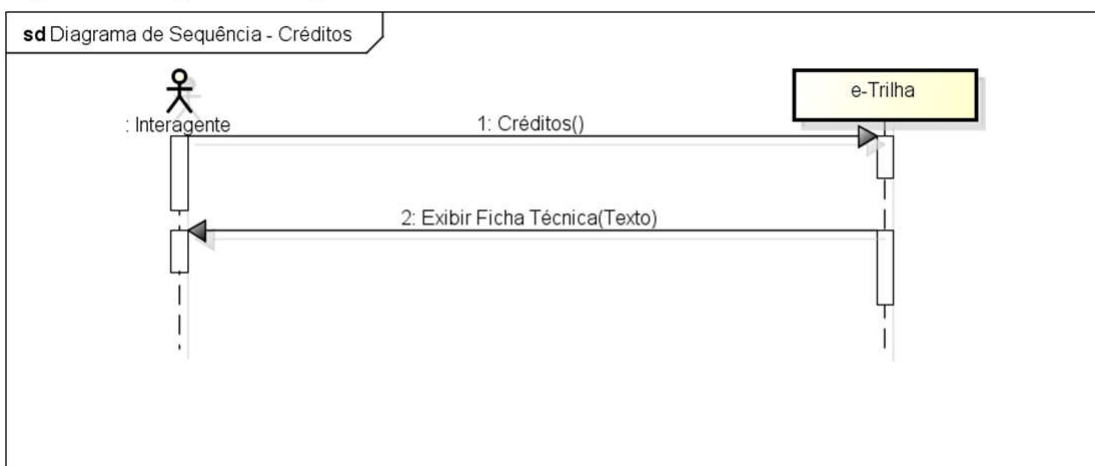 sd Diagrama de Sequência - Créditos
e-Trilha
: Interagente
1: Créditos()
2: Exibir Ficha Técnica(Texto)